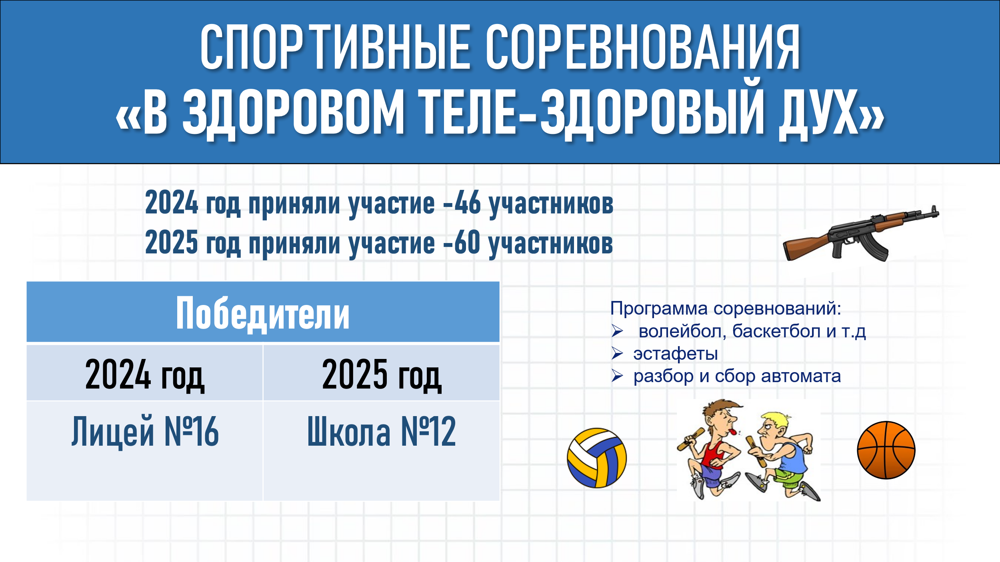 СПОРТИВНЫЕ СОРЕВНОВАНИЯ
«В ЗДОРОВОМ ТЕЛЕ-ЗДОРОВЫЙ ДУХ»
2024 год приняли участие -46 участников
2025 год приняли участие -60 участников
Победители
2024 год
2025 год
Лицей №16
Школа №12
Программа соревнований:
волейбол, баскетбол и т.д
эстафеты
разбор и сбор автомата